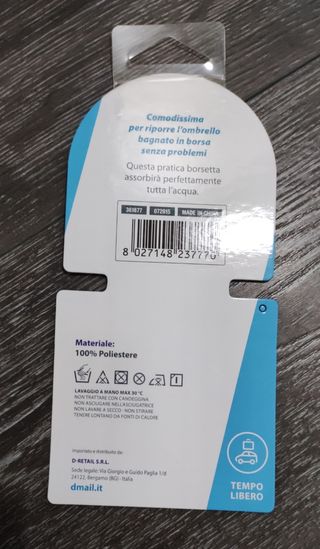 Comodissima
per riporre l'ombrello
bagnato in borsa
senza problemi
Questa pratica borsetta
assorbirà perfettamente
tutta l'acqua.
381877 072015 MADE IN CHINA
8 027148 237770
Materiale:
100% Poliestere
LAVAGGIO A MANO MAX 30 °C
NON TRATTARE CON CANDEGGINA
NON ASCIUGARE NELL'ASCIUGATRICE
NON LAVARE A SECCO - NON STIRARE
TENERE LONTANO DA FONTI DI CALORE
Importato e distribuito da:
D-RETAIL S.R.L.
Sede legale: Via Giorgio e Guido Paglia 1/d
24122, Bergamo (BG) - Italia
dmail.it
TEMPO
LIBERO